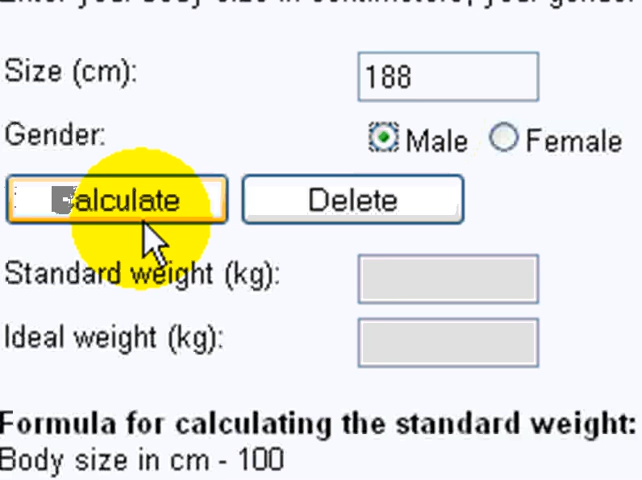 Size (cm):
188
Gender:
Male
Female
Calculate
Delete
Standard weight (kg):
Ideal weight (kg):
Formula for calculating the standard weight:
Body size in cm - 100